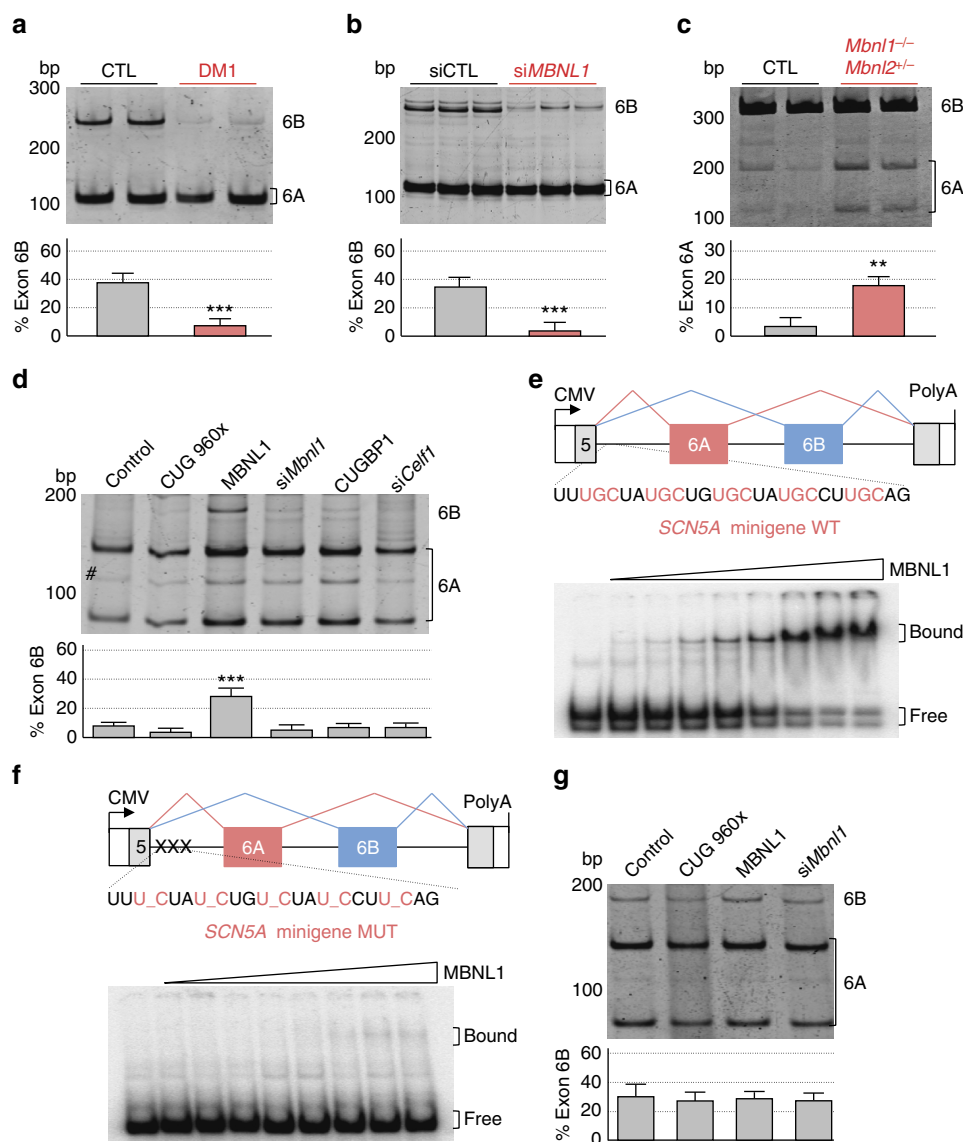 a
bp
CTL
DM1
300
6B
200
6A
100
60
40
20
0
% Exon 6B
***
b
bp
siCTL
siMBNL1
6B
200
6A
100
60
40
20
0
% Exon 6B
***
c
bp
CTL
Mbnl1–/–
Mbnl2+/–
6B
300
200
6A
100
30
20
10
0
% Exon 6A
**
d
bp
Control
CUG 960x
MBNL1
siMbnl1
CUGBP1
siCelf1
200
6B
#
6A
100
60
40
20
0
% Exon 6B
***
e
CMV
PolyA
5
6A
6B
UUUGCUAUGCUGUGCUAUGCCUUGCAG
SCN5A minigene WT
MBNL1
Bound
Free
f
CMV
PolyA
5
XXX
6A
6B
UUU_CUAU_CUGU_CUAU_CCUU_CAG
SCN5A minigene MUT
MBNL1
Bound
Free
g
bp
Control
CUG 960x
MBNL1
siMbnl1
200
6B
6A
100
60
40
20
0
% Exon 6B